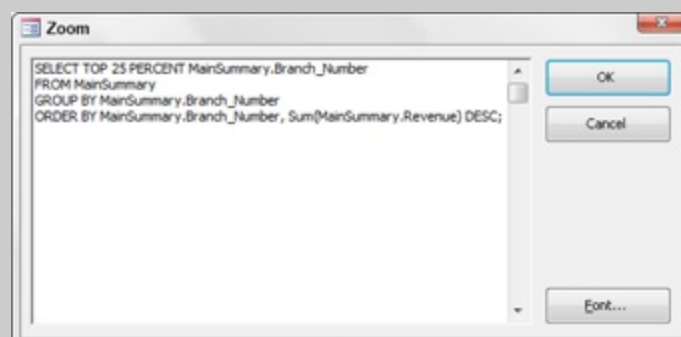 Zoom
SELECT TOP 25 PERCENT MainSummary.Branch_Number
FROM MainSummary
GROUP BY MainSummary.Branch_Number
ORDER BY MainSummary.Branch_Number, Sum(MainSummary.Revenue) DESC;
OK
Cancel
Font...